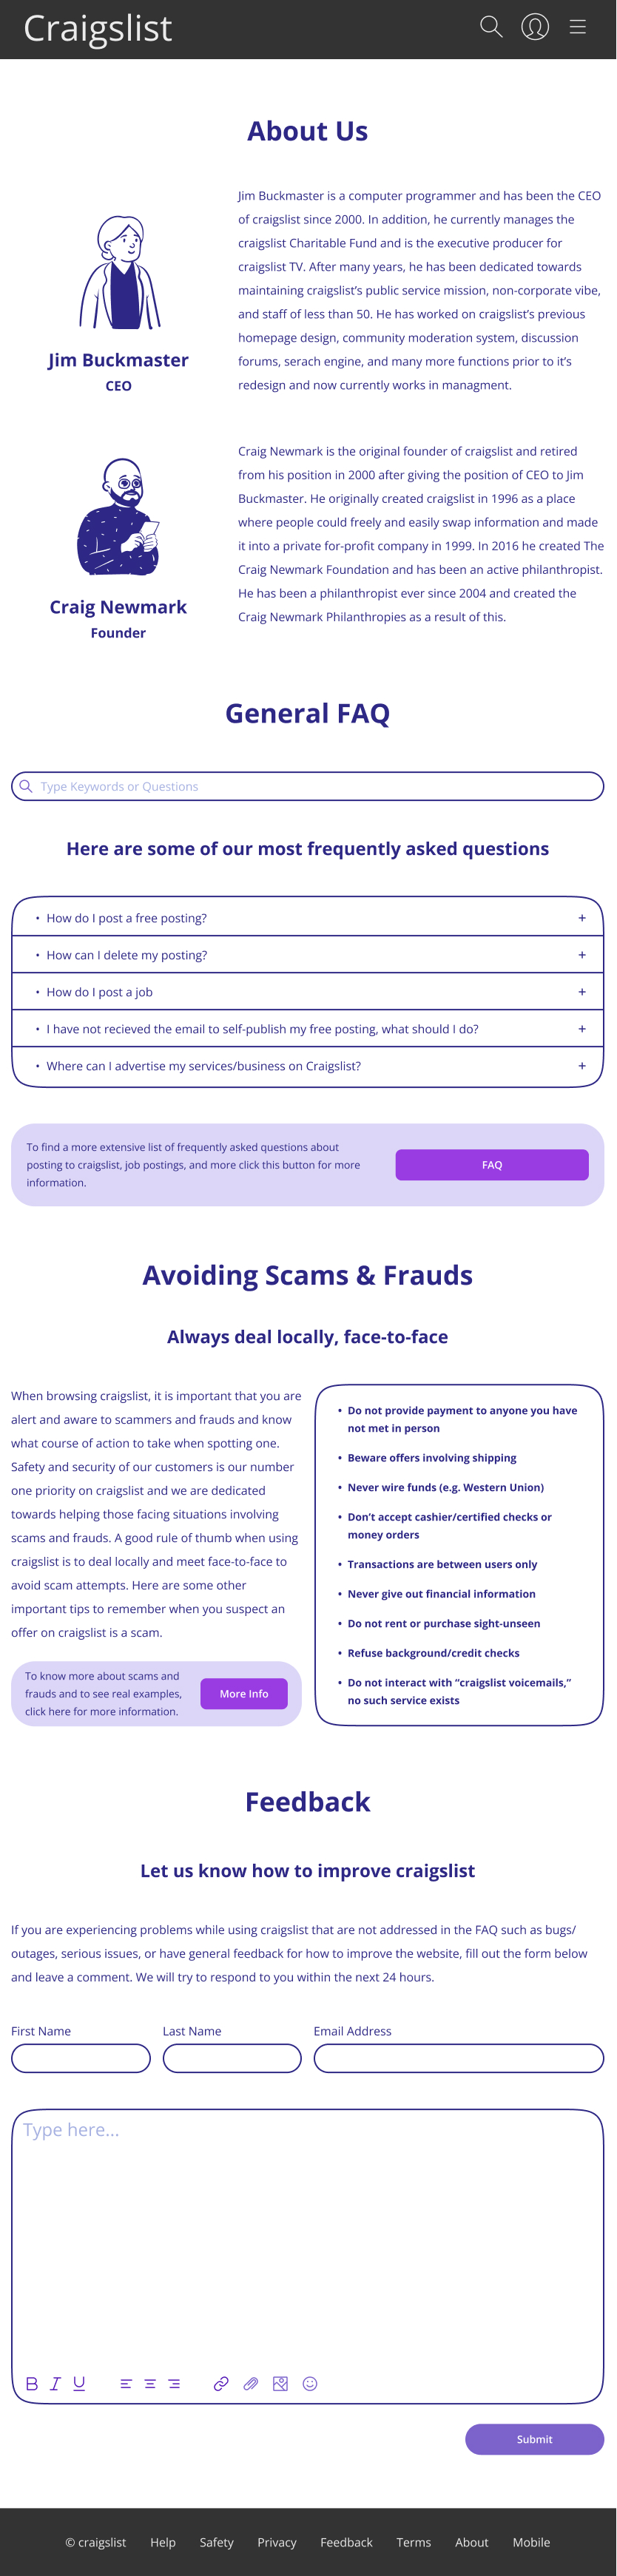 Craigslist
About Us
Jim Buckmaster is a computer programmer and has been the CEO
of craigslist since 2000. In addition, he currently manages the
craigslist Charitable Fund and is the executive producer for
craigslist TV. After many years, he has been dedicated towards
maintaining craigslist's public service mission, non-corporate vibe,
and staff of less than 50. He has worked on craigslist's previous
homepage design, community moderation system, discussion
forums, serach engine, and many more functions prior to it's
redesign and now currently works in managment.
Jim Buckmaster
CEO
Craig Newmark is the original founder of craigslist and retired
from his position in 2000 after giving the position of CEO to Jim
Buckmaster. He originally created craigslist in 1996 as a place
where people could freely and easily swap information and made
it into a private for-profit company in 1999. In 2016 he created The
Craig Newmark Foundation and has been an active philanthropist.
He has been a philanthropist ever since 2004 and created the
Craig Newmark Philanthropies as a result of this.
Craig Newmark
Founder
General FAQ
Type Keywords or Questions
Here are some of our most frequently asked questions
• How do I post a free posting? +
• How can I delete my posting? +
• How do I post a job +
• I have not recieved the email to self-publish my free posting, what should I do? +
• Where can I advertise my services/business on Craigslist? +
To find a more extensive list of frequently asked questions about
posting to craigslist, job postings, and more click this button for more
information.
FAQ
Avoiding Scams & Frauds
Always deal locally, face-to-face
When browsing craigslist, it is important that you are
alert and aware to scammers and frauds and know
what course of action to take when spotting one.
Safety and security of our customers is our number
one priority on craigslist and we are dedicated
towards helping those facing situations involving
scams and frauds. A good rule of thumb when using
craigslist is to deal locally and meet face-to-face to
avoid scam attempts. Here are some other
important tips to remember when you suspect an
offer on craigslist is a scam.
To know more about scams and
frauds and to see real examples,
click here for more information.
More Info
• Do not provide payment to anyone you have
not met in person
• Beware offers involving shipping
• Never wire funds (e.g. Western Union)
• Don't accept cashier/certified checks or
money orders
• Transactions are between users only
• Never give out financial information
• Do not rent or purchase sight-unseen
• Refuse background/credit checks
• Do not interact with "craigslist voicemails,"
no such service exists
Feedback
Let us know how to improve craigslist
If you are experiencing problems while using craigslist that are not addressed in the FAQ such as bugs/
outages, serious issues, or have general feedback for how to improve the website, fill out the form below
and leave a comment. We will try to respond to you within the next 24 hours.
First Name Last Name Email Address
Type here...
B I U
Submit
© craigslist Help Safety Privacy Feedback Terms About Mobile